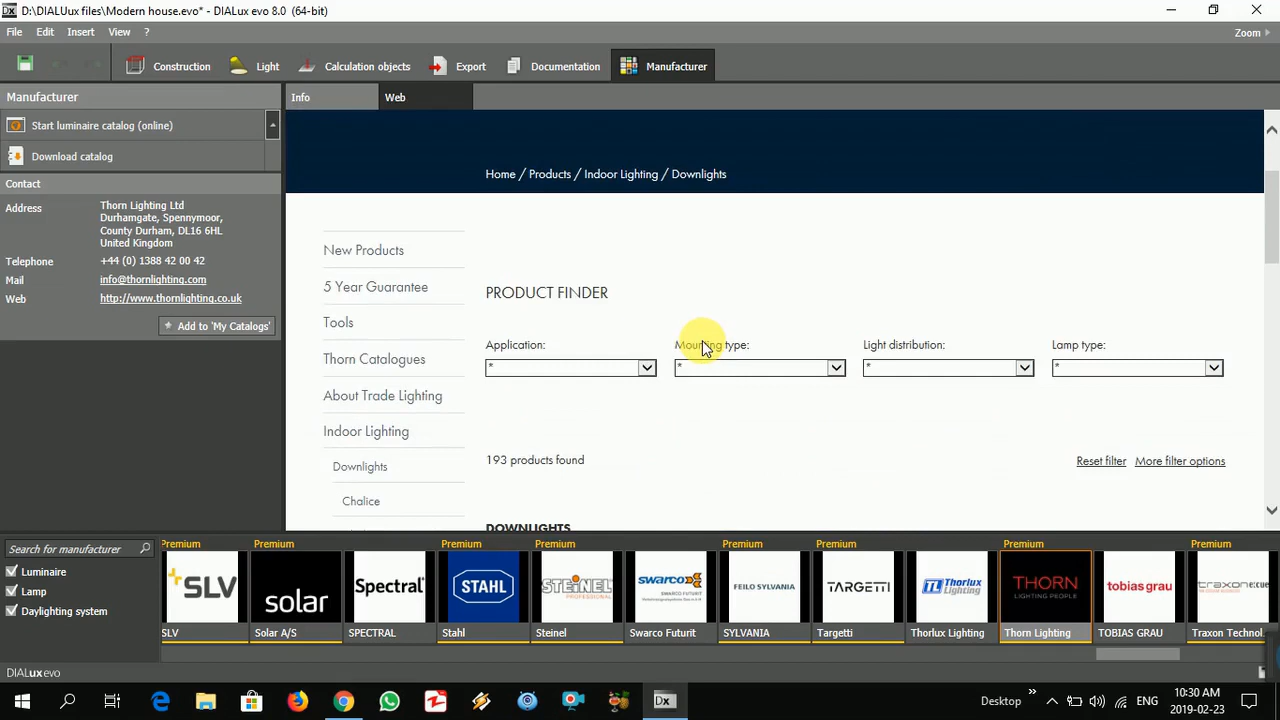 D:\DIALUux files\Modern house.evo* - DIALux evo 8.0 (64-bit)
File Edit Insert View ?
Zoom
Construction Light Calculation objects Export Documentation Manufacturer
Manufacturer
Info Web
Start luminaire catalog (online)
Download catalog
Contact
Address Thorn Lighting Ltd
Durhamgate, Spennymoor,
County Durham, DL16 6HL
United Kingdom
Telephone +44 (0) 1388 42 00 42
Mail info@thornlighting.com
Web http://www.thornlighting.co.uk
Add to 'My Catalogs'
Home / Products / Indoor Lighting / Downlights
New Products
5 Year Guarantee
Tools
Thorn Catalogues
About Trade Lighting
Indoor Lighting
Downlights
Chalice
PRODUCT FINDER
Application: Mounting type: Light distribution: Lamp type:
* * * *
193 products found Reset filter More filter options
DOWNLIGHTS
Search for manufacturer
Luminaire
Lamp
Daylighting system
Premium Premium Premium Premium Premium Premium Premium Premium
SLV solar Spectral STAHL STEINEL PROFESSIONAL swarco FUTURIT FEILO SYLVANIA TARGETTI Thorlux Lighting THORN LIGHTING PEOPLE tobias grau traxon e:cue
SLV Solar A/S SPECTRAL Stahl Steinel Swarco Futurit SYLVANIA Targetti Thorlux Lighting Thorn Lighting TOBIAS GRAU Traxon Technol...
DIALux evo
Desktop ENG 10:30 AM
2019-02-23